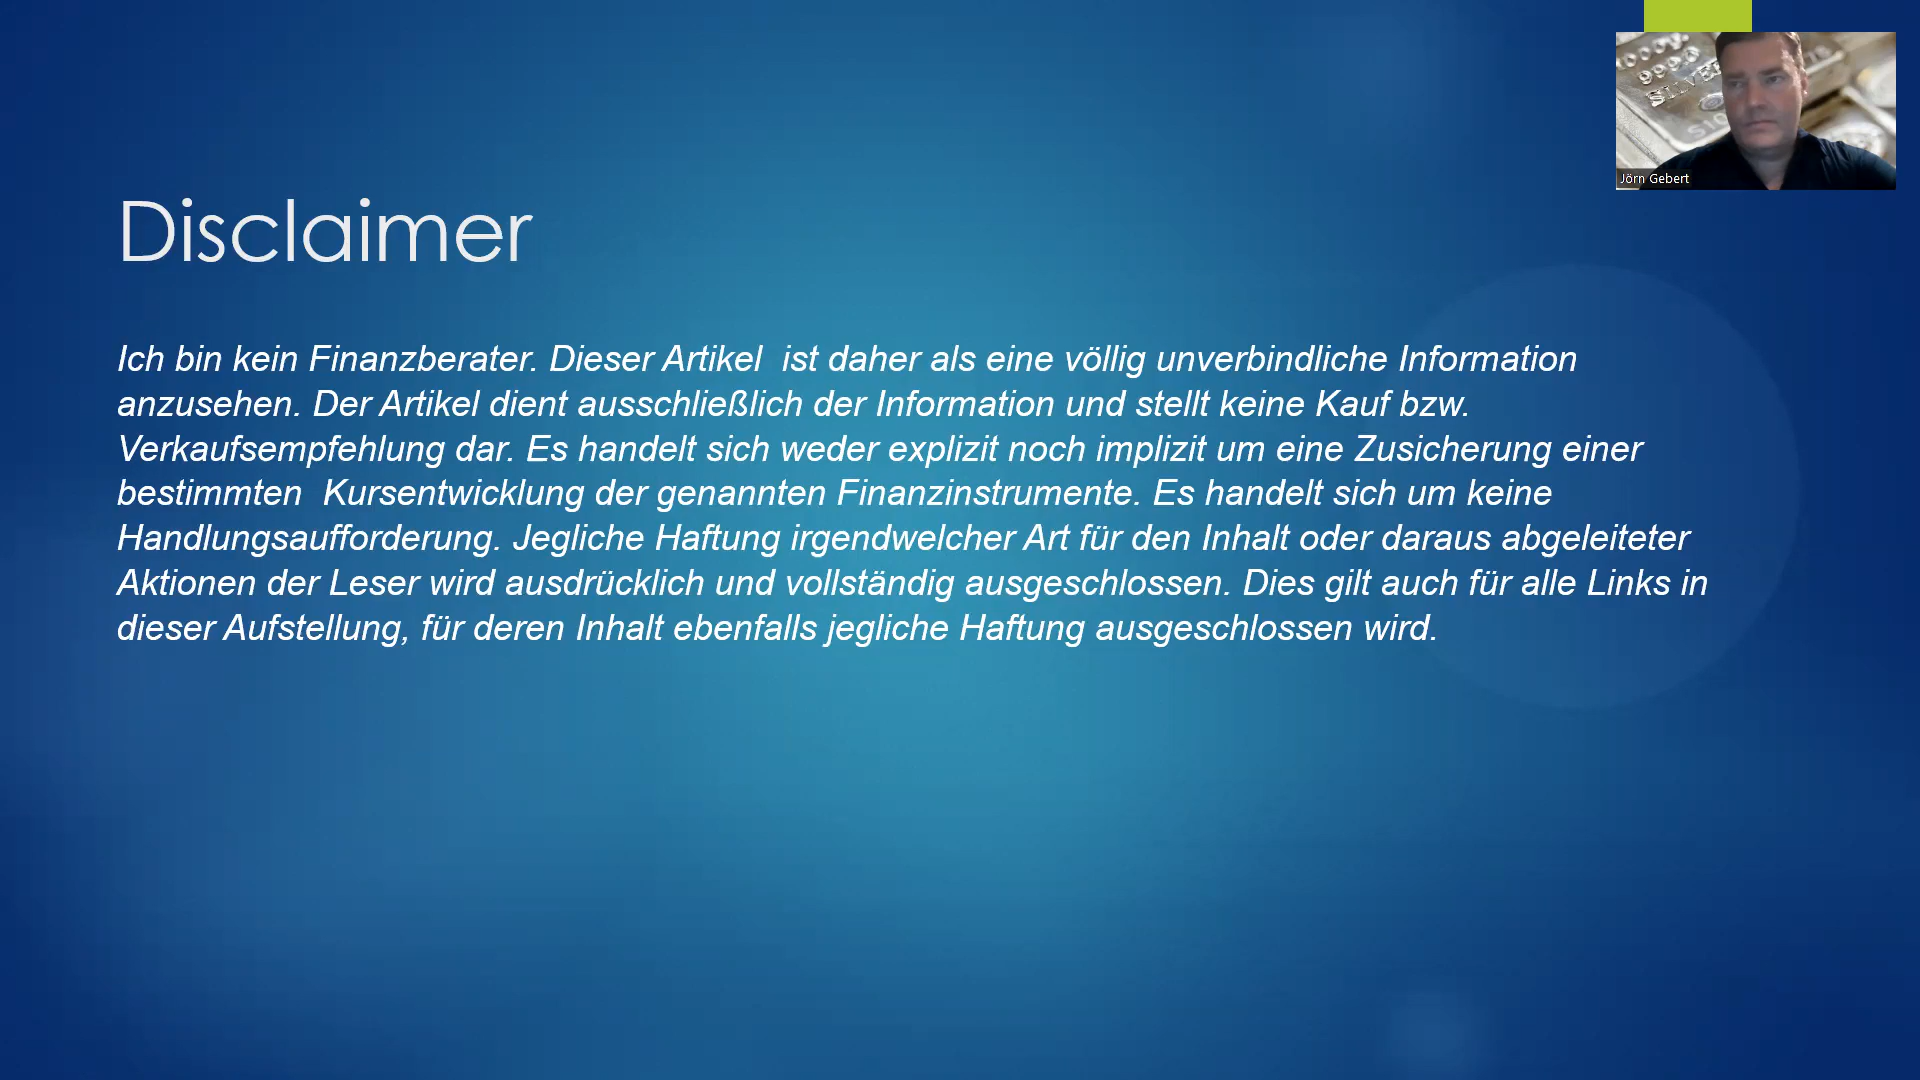 1000
9999
SILVER
S10
Jörn Gebert
Disclaimer
Ich bin kein Finanzberater. Dieser Artikel  ist daher als eine völlig unverbindliche Information
anzusehen. Der Artikel dient ausschließlich der Information und stellt keine Kauf bzw.
Verkaufsempfehlung dar. Es handelt sich weder explizit noch implizit um eine Zusicherung einer
bestimmten  Kursentwicklung der genannten Finanzinstrumente. Es handelt sich um keine
Handlungsaufforderung. Jegliche Haftung irgendwelcher Art für den Inhalt oder daraus abgeleiteter
Aktionen der Leser wird ausdrücklich und vollständig ausgeschlossen. Dies gilt auch für alle Links in
dieser Aufstellung, für deren Inhalt ebenfalls jegliche Haftung ausgeschlossen wird.